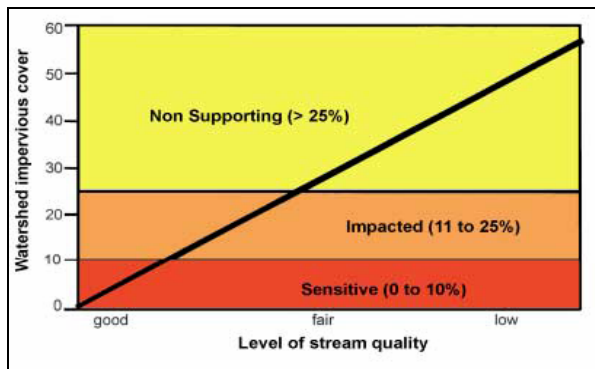 Watershed impervious cover
60
50
40
30
20
10
0
Non Supporting (> 25%)
Impacted (11 to 25%)
Sensitive (0 to 10%)
good fair low
Level of stream quality